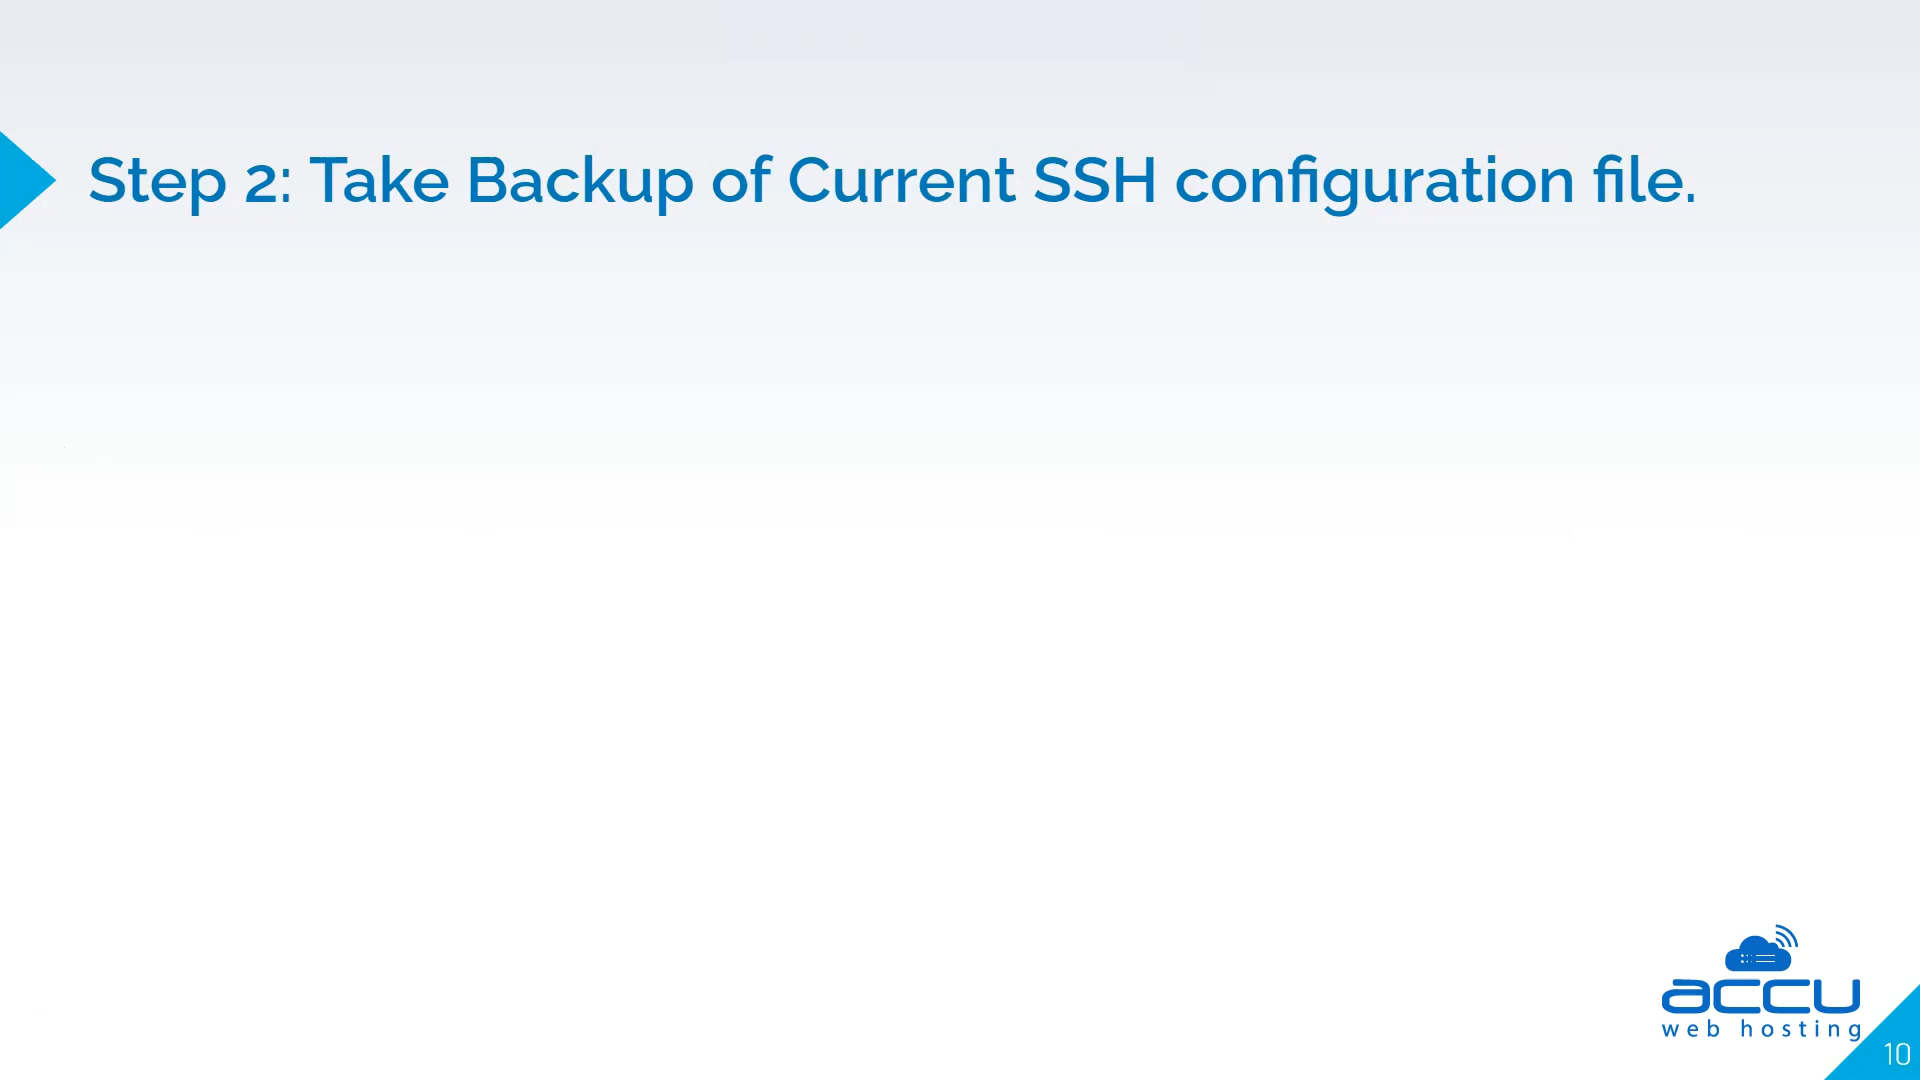 Step 2: Take Backup of Current SSH configuration file.
accu
web hosting
10